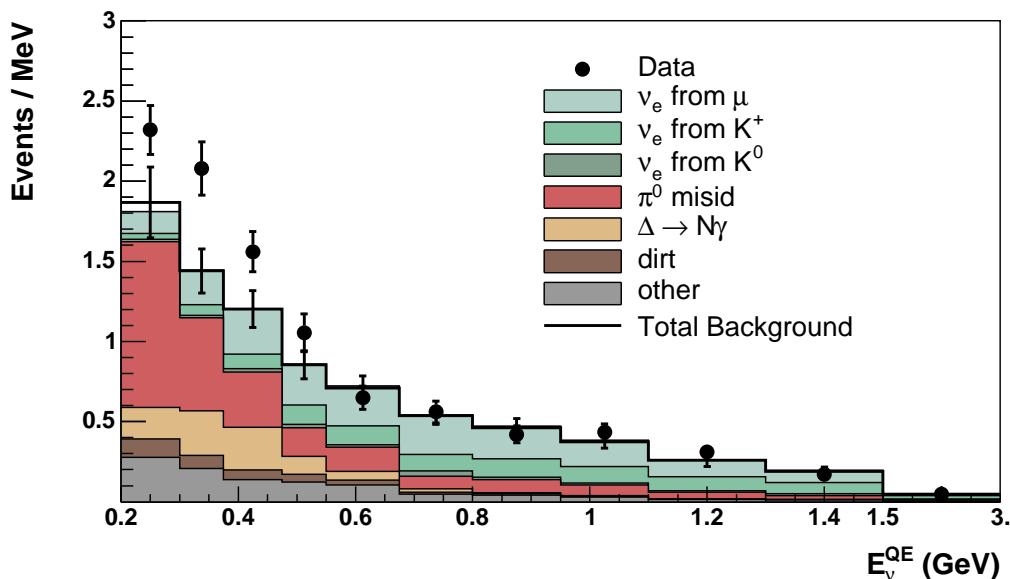 Events / MeV
3
2.5
2
1.5
1
0.5
Data
νe from μ
νe from K+
νe from K0
π0 misid
Δ → Nγ
dirt
other
Total Background
0.2 0.4 0.6 0.8 1 1.2 1.4 1.5 3.
EνQE (GeV)